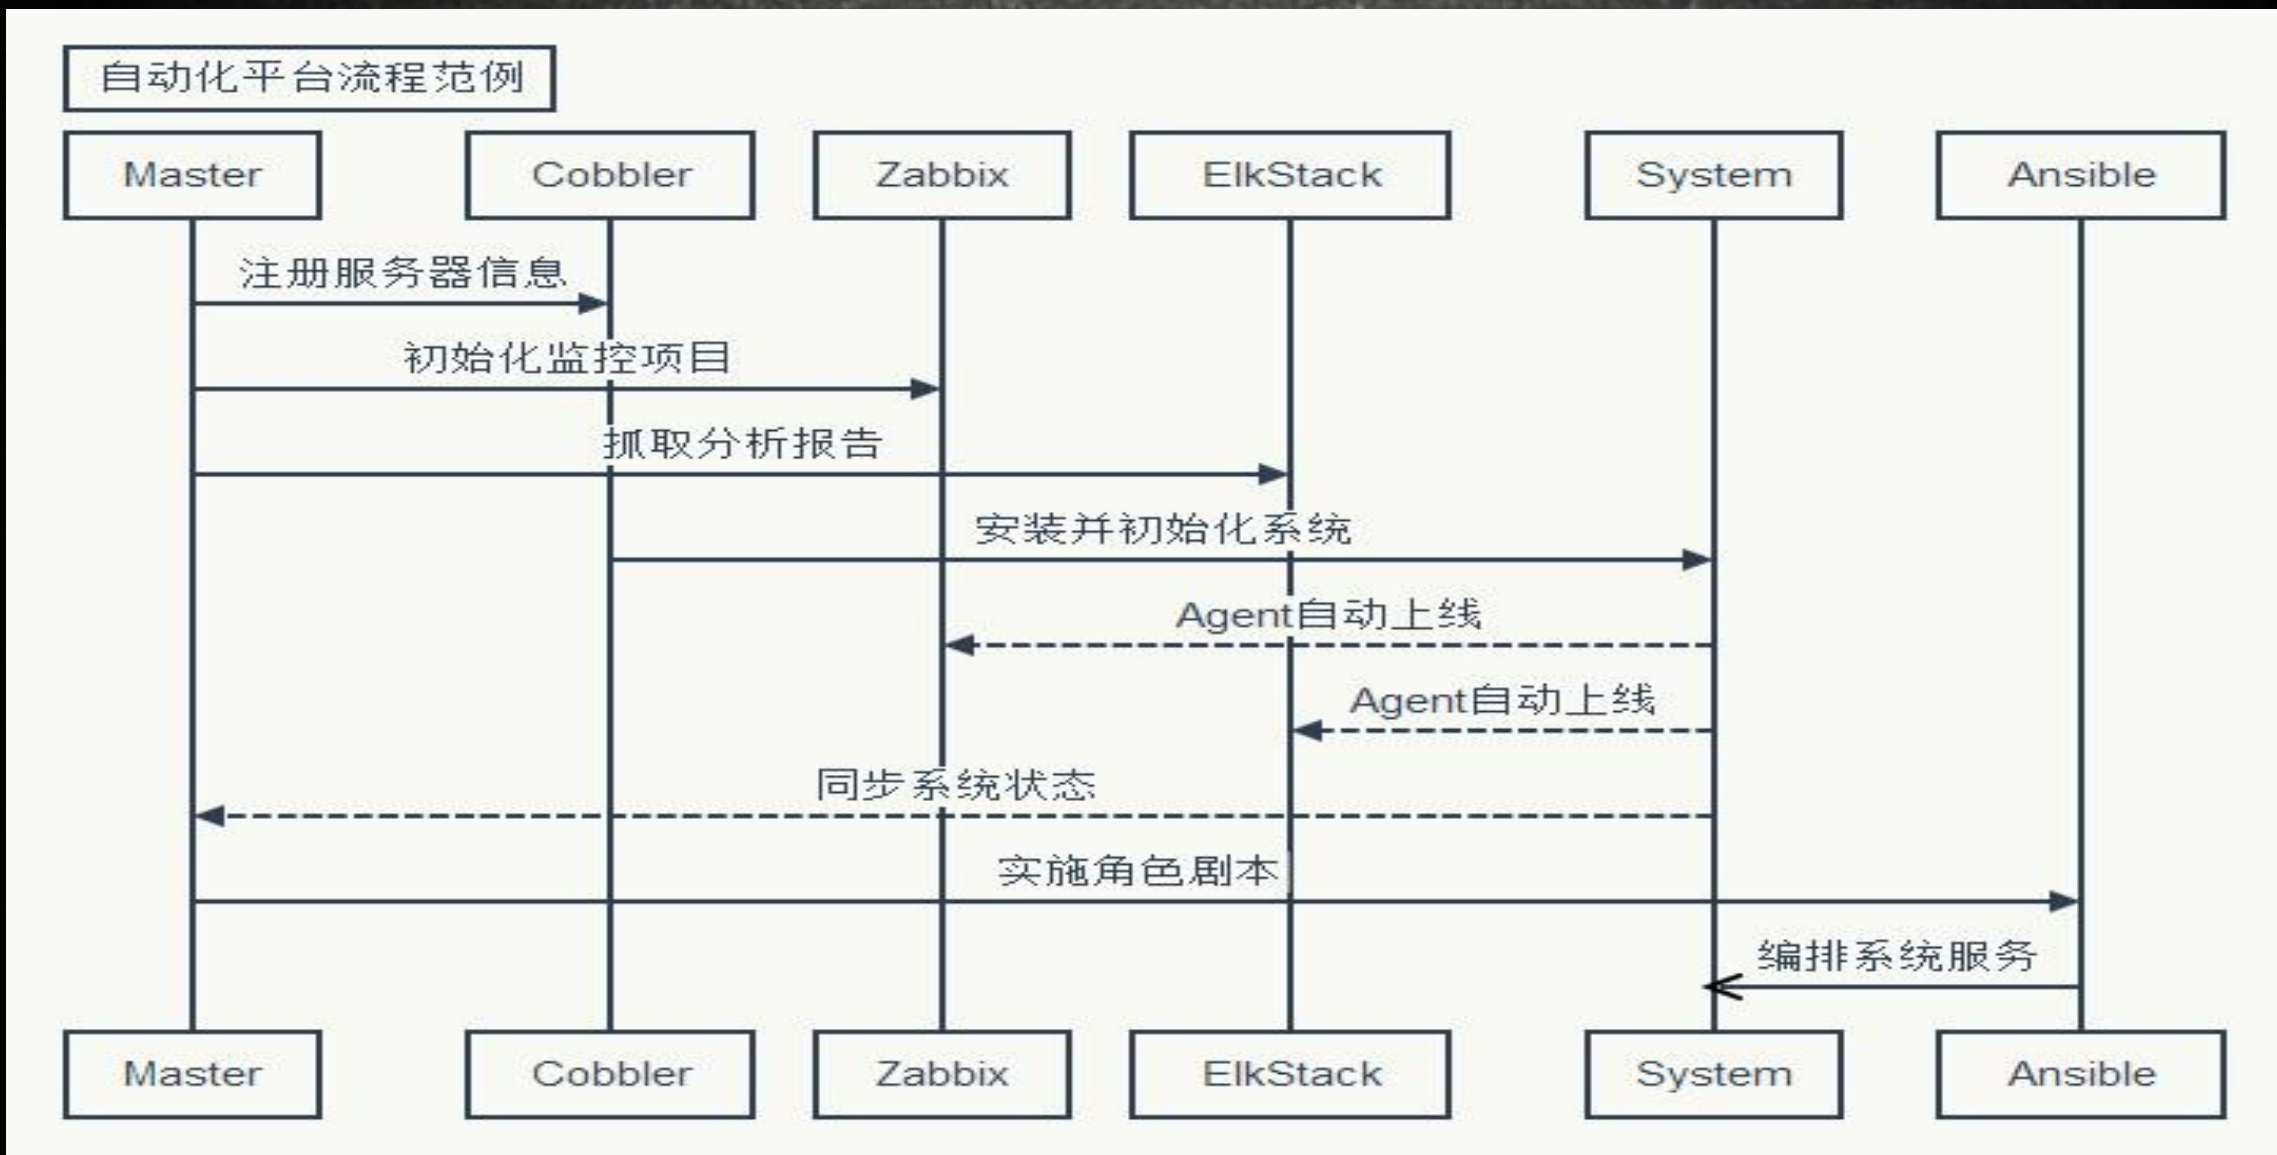 自动化平台流程范例
Master Cobbler Zabbix ElkStack System Ansible
注册服务器信息
初始化监控项目
抓取分析报告
安装并初始化系统
Agent自动上线
Agent自动上线
同步系统状态
实施角色剧本
编排系统服务
Master Cobbler Zabbix ElkStack System Ansible